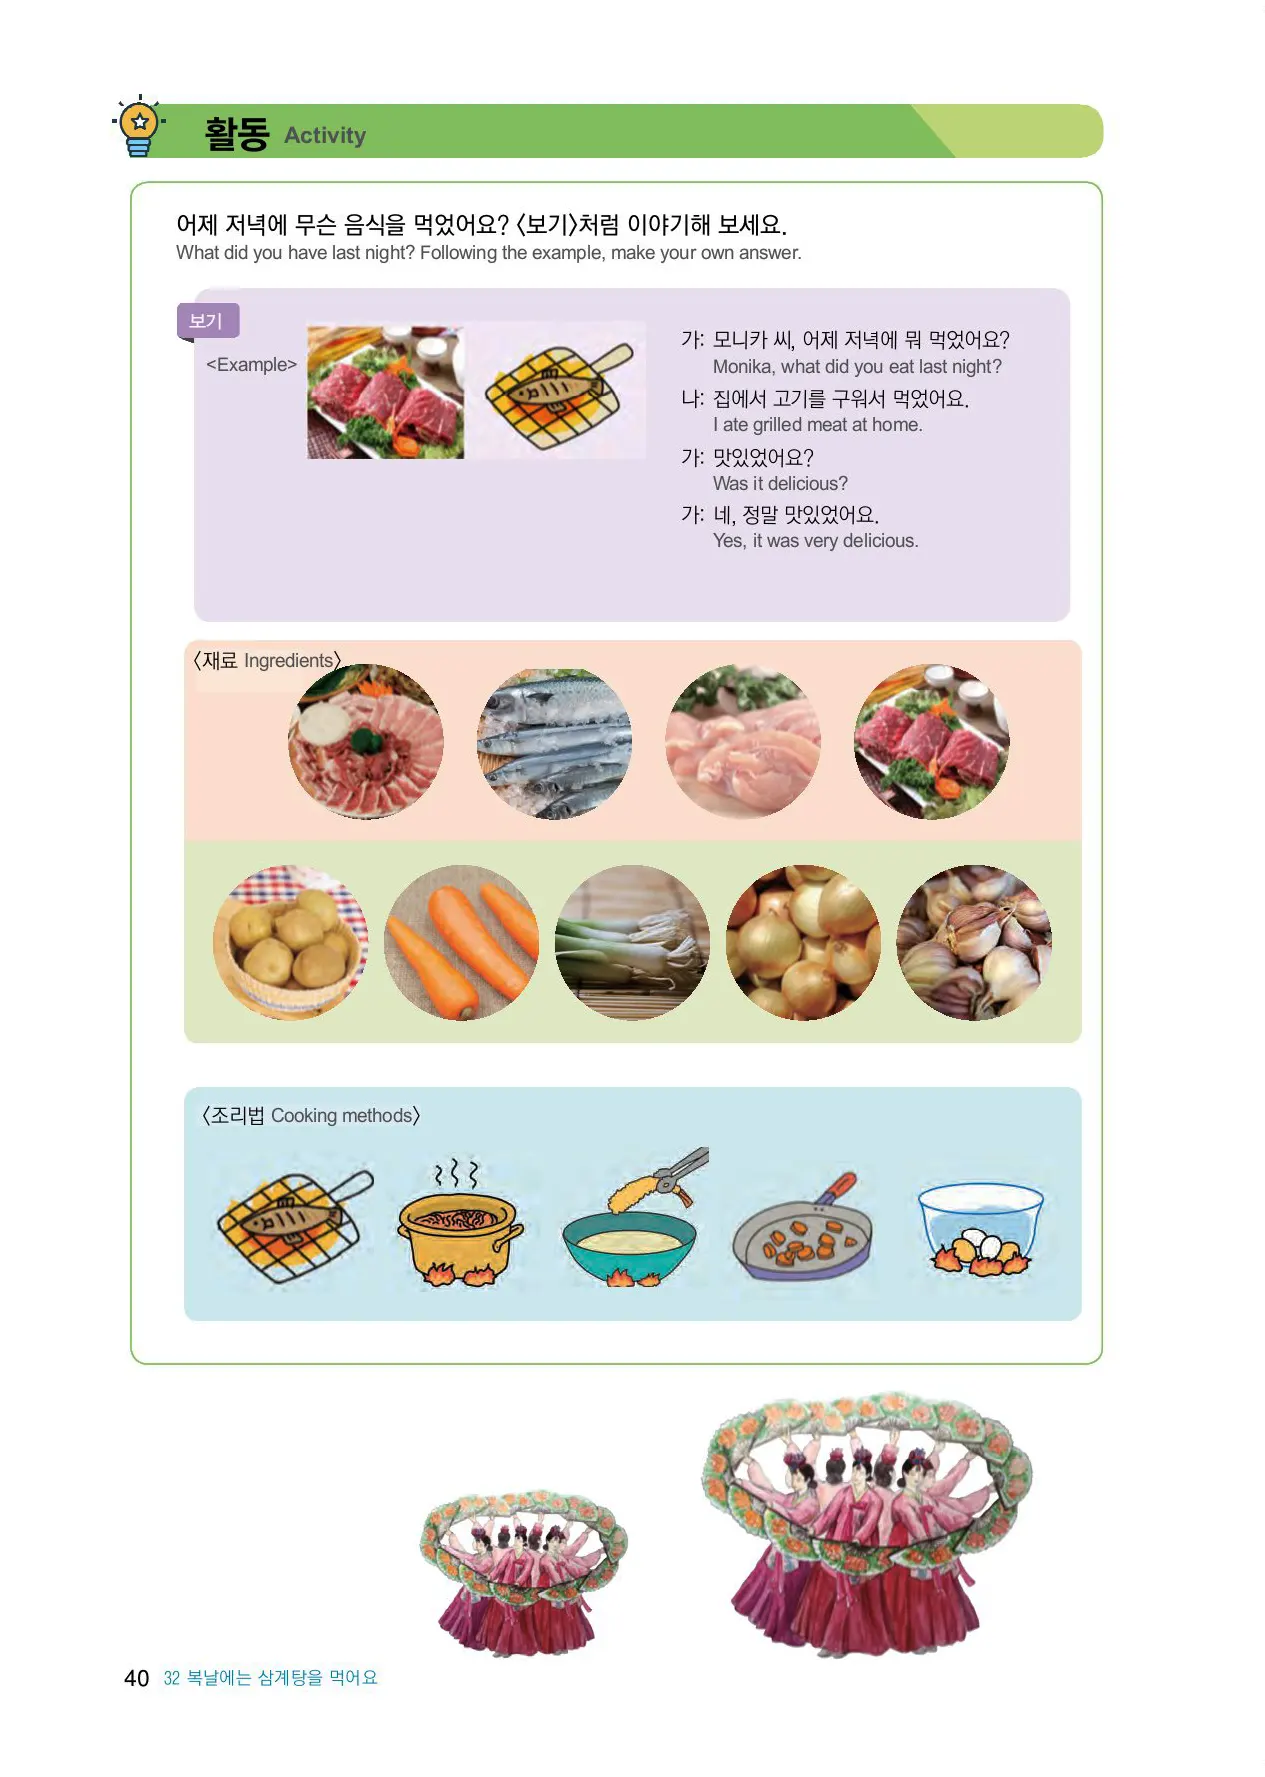 활동 Activity
어제 저녁에 무슨 음식을 먹었어요? 〈보기〉처럼 이야기해 보세요.
What did you have last night? Following the example, make your own answer.
보기
<Example>
가: 모니카 씨, 어제 저녁에 뭐 먹었어요?
Monika, what did you eat last night?
나: 집에서 고기를 구워서 먹었어요.
I ate grilled meat at home.
가: 맛있었어요?
Was it delicious?
가: 네, 정말 맛있었어요.
Yes, it was very delicious.
〈재료 Ingredients〉
〈조리법 Cooking methods〉
40 32 복날에는 삼계탕을 먹어요